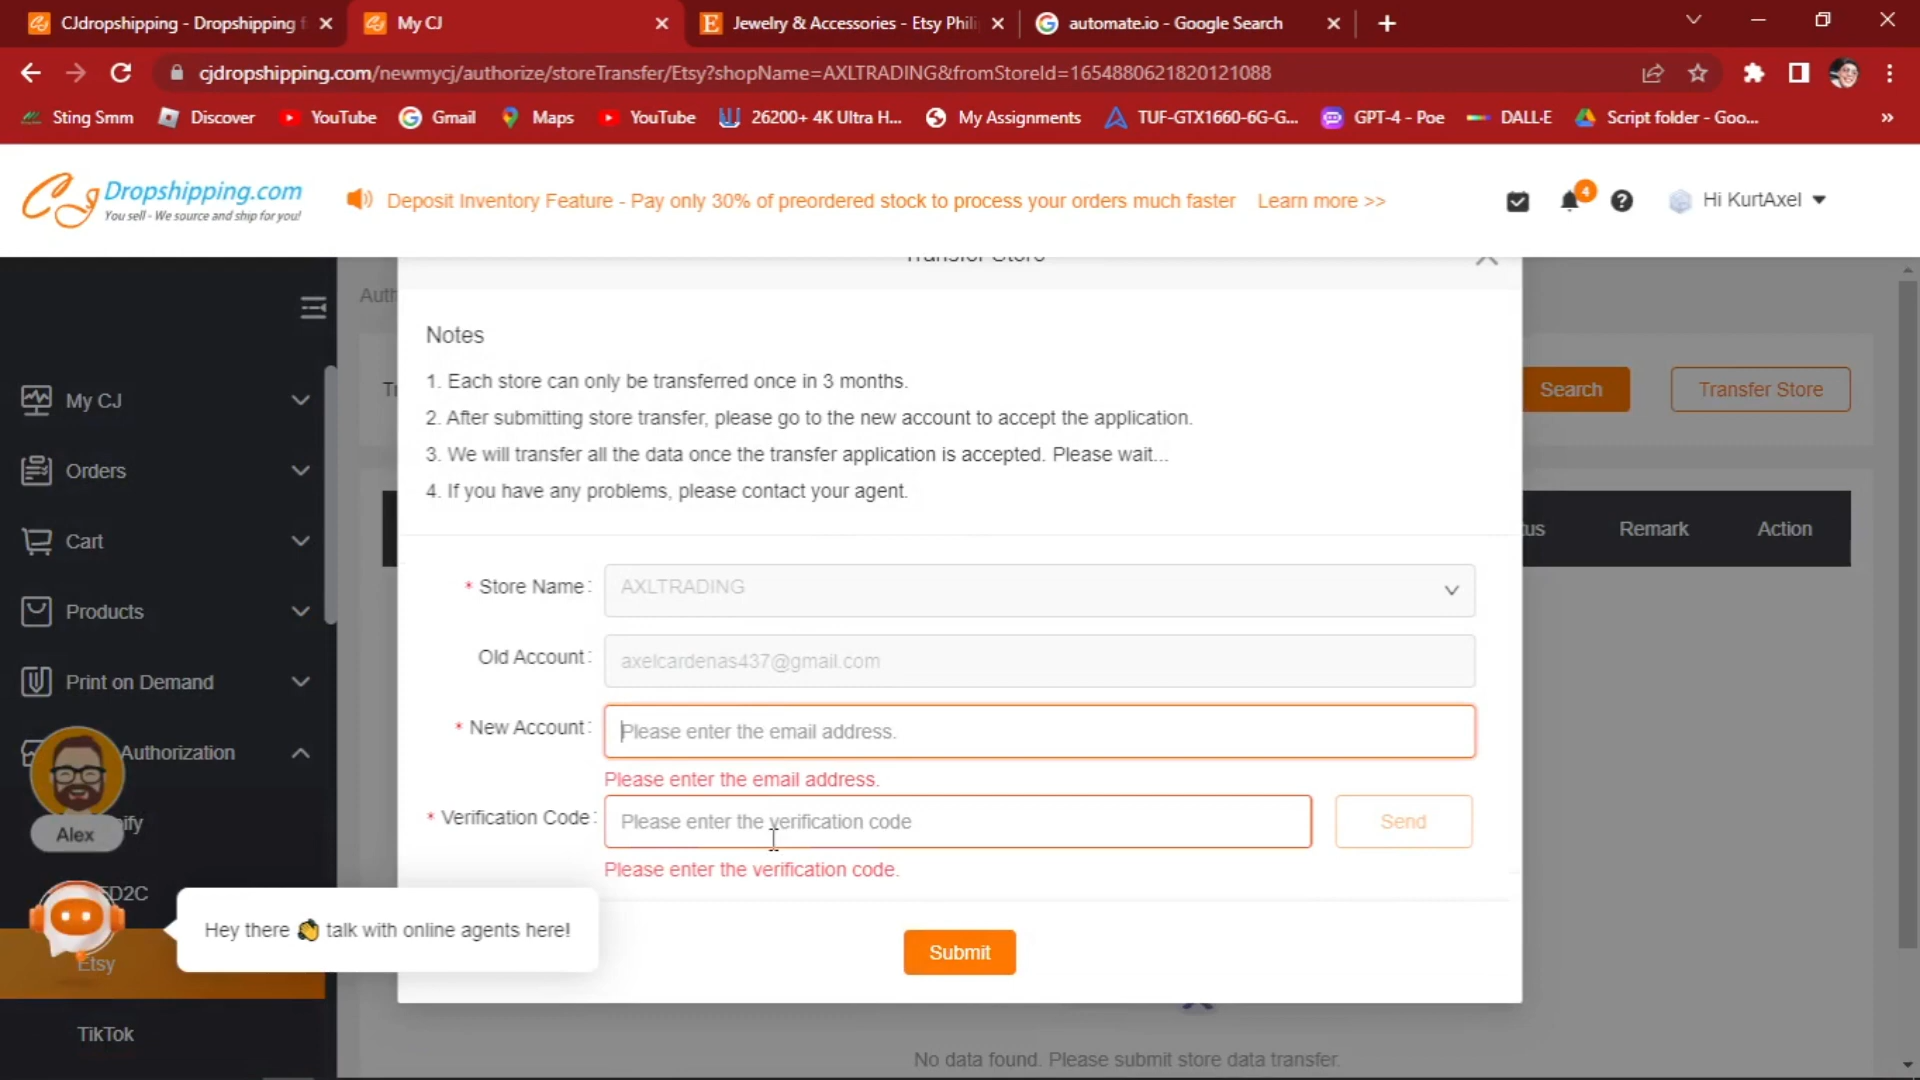 CJdropshipping - Dropshipping f
My CJ
Jewelry & Accessories - Etsy Phili
automate.io - Google Search
cjdropshipping.com/newmycj/authorize/storeTransfer/Etsy?shopName=AXLTRADING&fromStoreId=1654880621820121088
Sting Smm
Discover
YouTube
Gmail
Maps
YouTube
26200+ 4K Ultra H...
My Assignments
TUF-GTX1660-6G-G...
GPT-4 - Poe
DALL·E
Script folder - Goo...
CJ Dropshipping.com
You sell - We source and ship for you!
Deposit Inventory Feature - Pay only 30% of preordered stock to process your orders much faster Learn more >>
4
Hi KurtAxel
Transfer Store
Auth
Notes
1. Each store can only be transferred once in 3 months.
2. After submitting store transfer, please go to the new account to accept the application.
3. We will transfer all the data once the transfer application is accepted. Please wait...
4. If you have any problems, please contact your agent.
Search
Transfer Store
tus
Remark
Action
My CJ
Orders
Cart
Products
Print on Demand
Authorization
ify
Alex
ED2C
Etsy
TikTok
Hey there 👏 talk with online agents here!
* Store Name:
AXLTRADING
Old Account:
axelcardenas437@gmail.com
* New Account:
Please enter the email address.
Please enter the email address.
* Verification Code:
Please enter the verification code
Send
Please enter the verification code.
Submit
No data found. Please submit store data transfer.